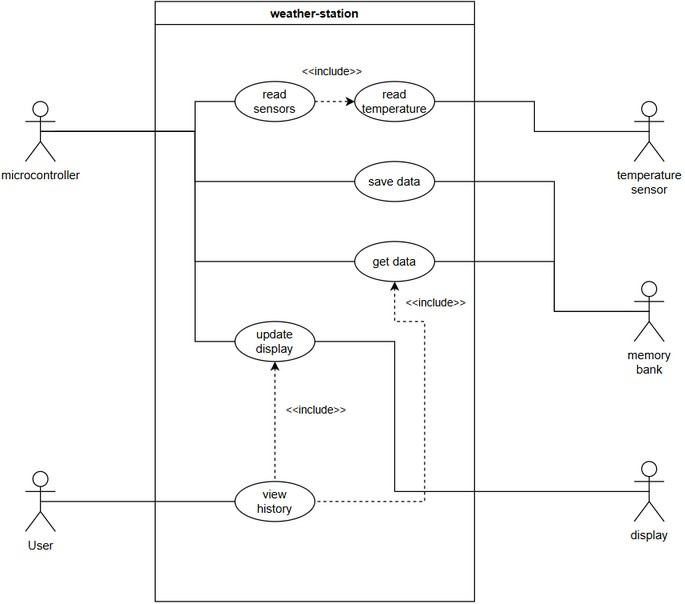 weather-station
<<include>>
read
sensors
read
temperature
microcontroller
temperature
sensor
save data
get data
<<include>>
update
display
memory
bank
<<include>>
view
history
User
display